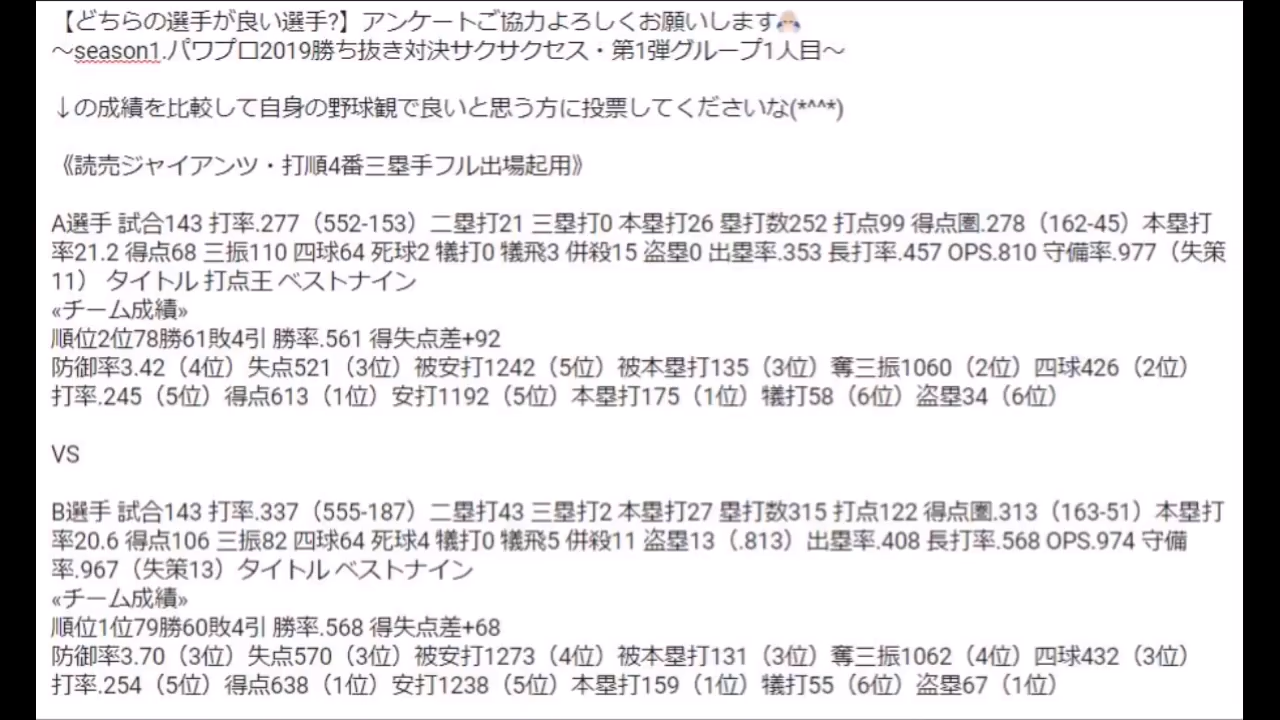 【どちらの選手が良い選手?】アンケートご協力よろしくお願いします
～season1.パワプロ2019勝ち抜き対決サクサクセス・第1弾グループ1人目～
↓の成績を比較して自身の野球観で良いと思う方に投票してくださいな(*^^*)
《読売ジャイアンツ・打順4番三塁手フル出場起用》
A選手 試合143 打率.277（552-153）二塁打21 三塁打0 本塁打26 塁打数252 打点99 得点圏.278（162-45）本塁打
率21.2 得点68 三振110 四球64 死球2 犠打0 犠飛3 併殺15 盗塁0 出塁率.353 長打率.457 OPS.810 守備率.977（失策
11） タイトル 打点王 ベストナイン
«チーム成績»
順位2位78勝61敗4引 勝率.561 得失点差+92
防御率3.42（4位）失点521（3位）被安打1242（5位）被本塁打135（3位）奪三振1060（2位）四球426（2位）
打率.245（5位）得点613（1位）安打1192（5位）本塁打175（1位）犠打58（6位）盗塁34（6位）
VS
B選手 試合143 打率.337（555-187）二塁打43 三塁打2 本塁打27 塁打数315 打点122 得点圏.313（163-51）本塁打
率20.6 得点106 三振82 四球64 死球4 犠打0 犠飛5 併殺11 盗塁13（.813）出塁率.408 長打率.568 OPS.974 守備
率.967（失策13）タイトル ベストナイン
«チーム成績»
順位1位79勝60敗4引 勝率.568 得失点差+68
防御率3.70（3位）失点570（3位）被安打1273（4位）被本塁打131（3位）奪三振1062（4位）四球432（3位）
打率.254（5位）得点638（1位）安打1238（5位）本塁打159（1位）犠打55（6位）盗塁67（1位）